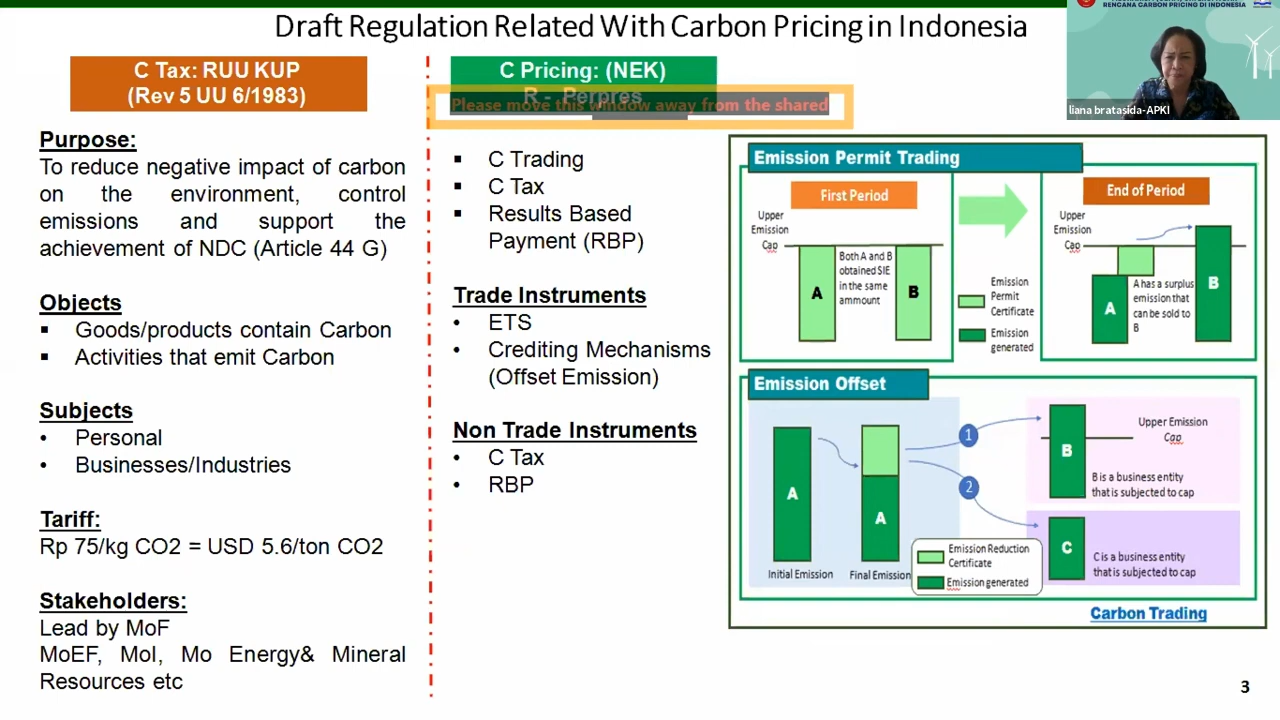 Draft Regulation Related With Carbon Pricing in Indonesia
RENCANA CARBON PRICING DI INDONESIA
liana bratasida-APKI
C Tax: RUU KUP
(Rev 5 UU 6/1983)
Purpose:
To reduce negative impact of carbon
on the environment, control
emissions and support the
achievement of NDC (Article 44 G)
Objects
▪ Goods/products contain Carbon
▪ Activities that emit Carbon
Subjects
• Personal
• Businesses/Industries
Tariff:
Rp 75/kg CO2 = USD 5.6/ton CO2
Stakeholders:
Lead by MoF
MoEF, MoI, Mo Energy& Mineral
Resources etc
C Pricing: (NEK)
R - Perpres
Please move this window away from the shared
▪ C Trading
▪ C Tax
▪ Results Based
Payment (RBP)
Trade Instruments
• ETS
• Crediting Mechanisms
(Offset Emission)
Non Trade Instruments
• C Tax
• RBP
Emission Permit Trading
First Period
Upper
Emission
Cap
A
Both A and B
obtained SIE
in the same
ammount
B
Emission
Permit
Certificate
Emission
generated
End of Period
Upper
Emission
Cap
A
A has a surplus
emission that
can be sold to
B
B
Emission Offset
A
Initial Emission
A
Final Emission
1
2
Emission Reduction
Certificate
Emission generated
B
Upper Emission
Cap
B is a business entity
that is subjected to cap
C
C is a business entity
that is subjected to cap
Carbon Trading
3